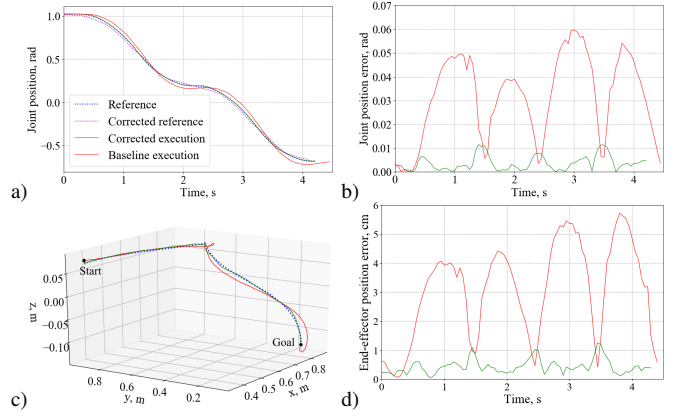 a)
Joint position, rad
1.0
0.5
0.0
−0.5
0
1
2
3
4
Time, s
Reference
Corrected reference
Corrected execution
Baseline execution
b)
Joint position error, rad
0.07
0.06
0.05
0.04
0.03
0.02
0.01
0.00
0
1
2
3
4
Time, s
c)
z, m
0.05
0.00
−0.05
−0.10
Start
Goal
0.8
0.6
0.4
0.2
y, m
0.4
0.5
0.6
0.7
0.8
x, m
d)
End-effector position error, cm
6
5
4
3
2
1
0
0
1
2
3
4
Time, s